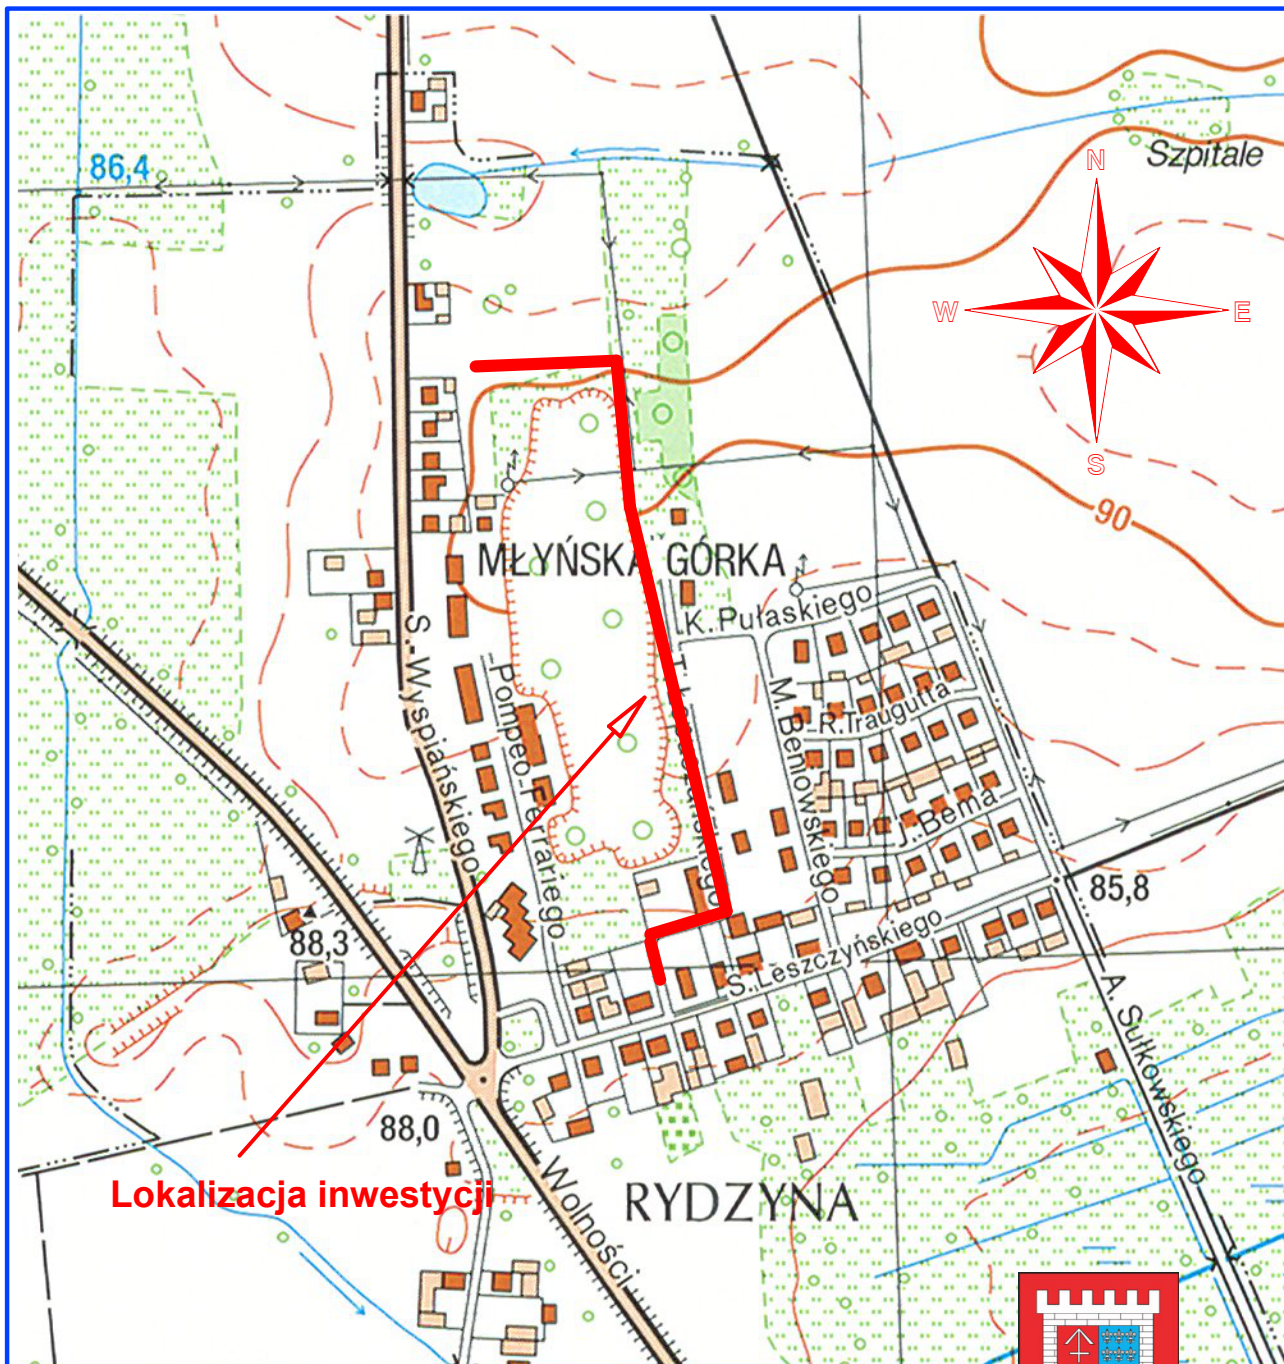 86,4
Szpitale
N
W
E
S
90
MŁYŃSKA GÓRKA
K. Pułaskiego
S. Wyspiańskiego
Pompeo-Ferrariego
M. Beniowskiego
R.Traugutta
J. Bema
85,8
88,3
S. Leszczyńskiego
A. Sułkowskiego
88,0
Lokalizacja inwestycji
RYDZYNA
Wolności